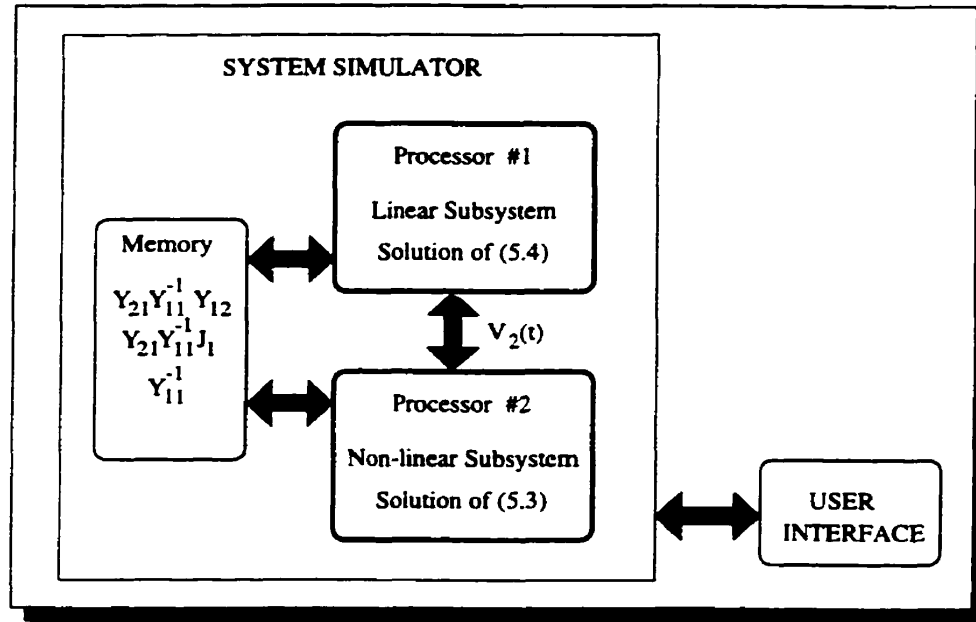 SYSTEM SIMULATOR
Processor #1
Linear Subsystem
Solution of (5.4)
Memory
Y₂₁Y₁₁⁻¹ Y₁₂
Y₂₁Y₁₁⁻¹J₁
Y₁₁⁻¹
V₂(t)
Processor #2
Non-linear Subsystem
Solution of (5.3)
USER
INTERFACE